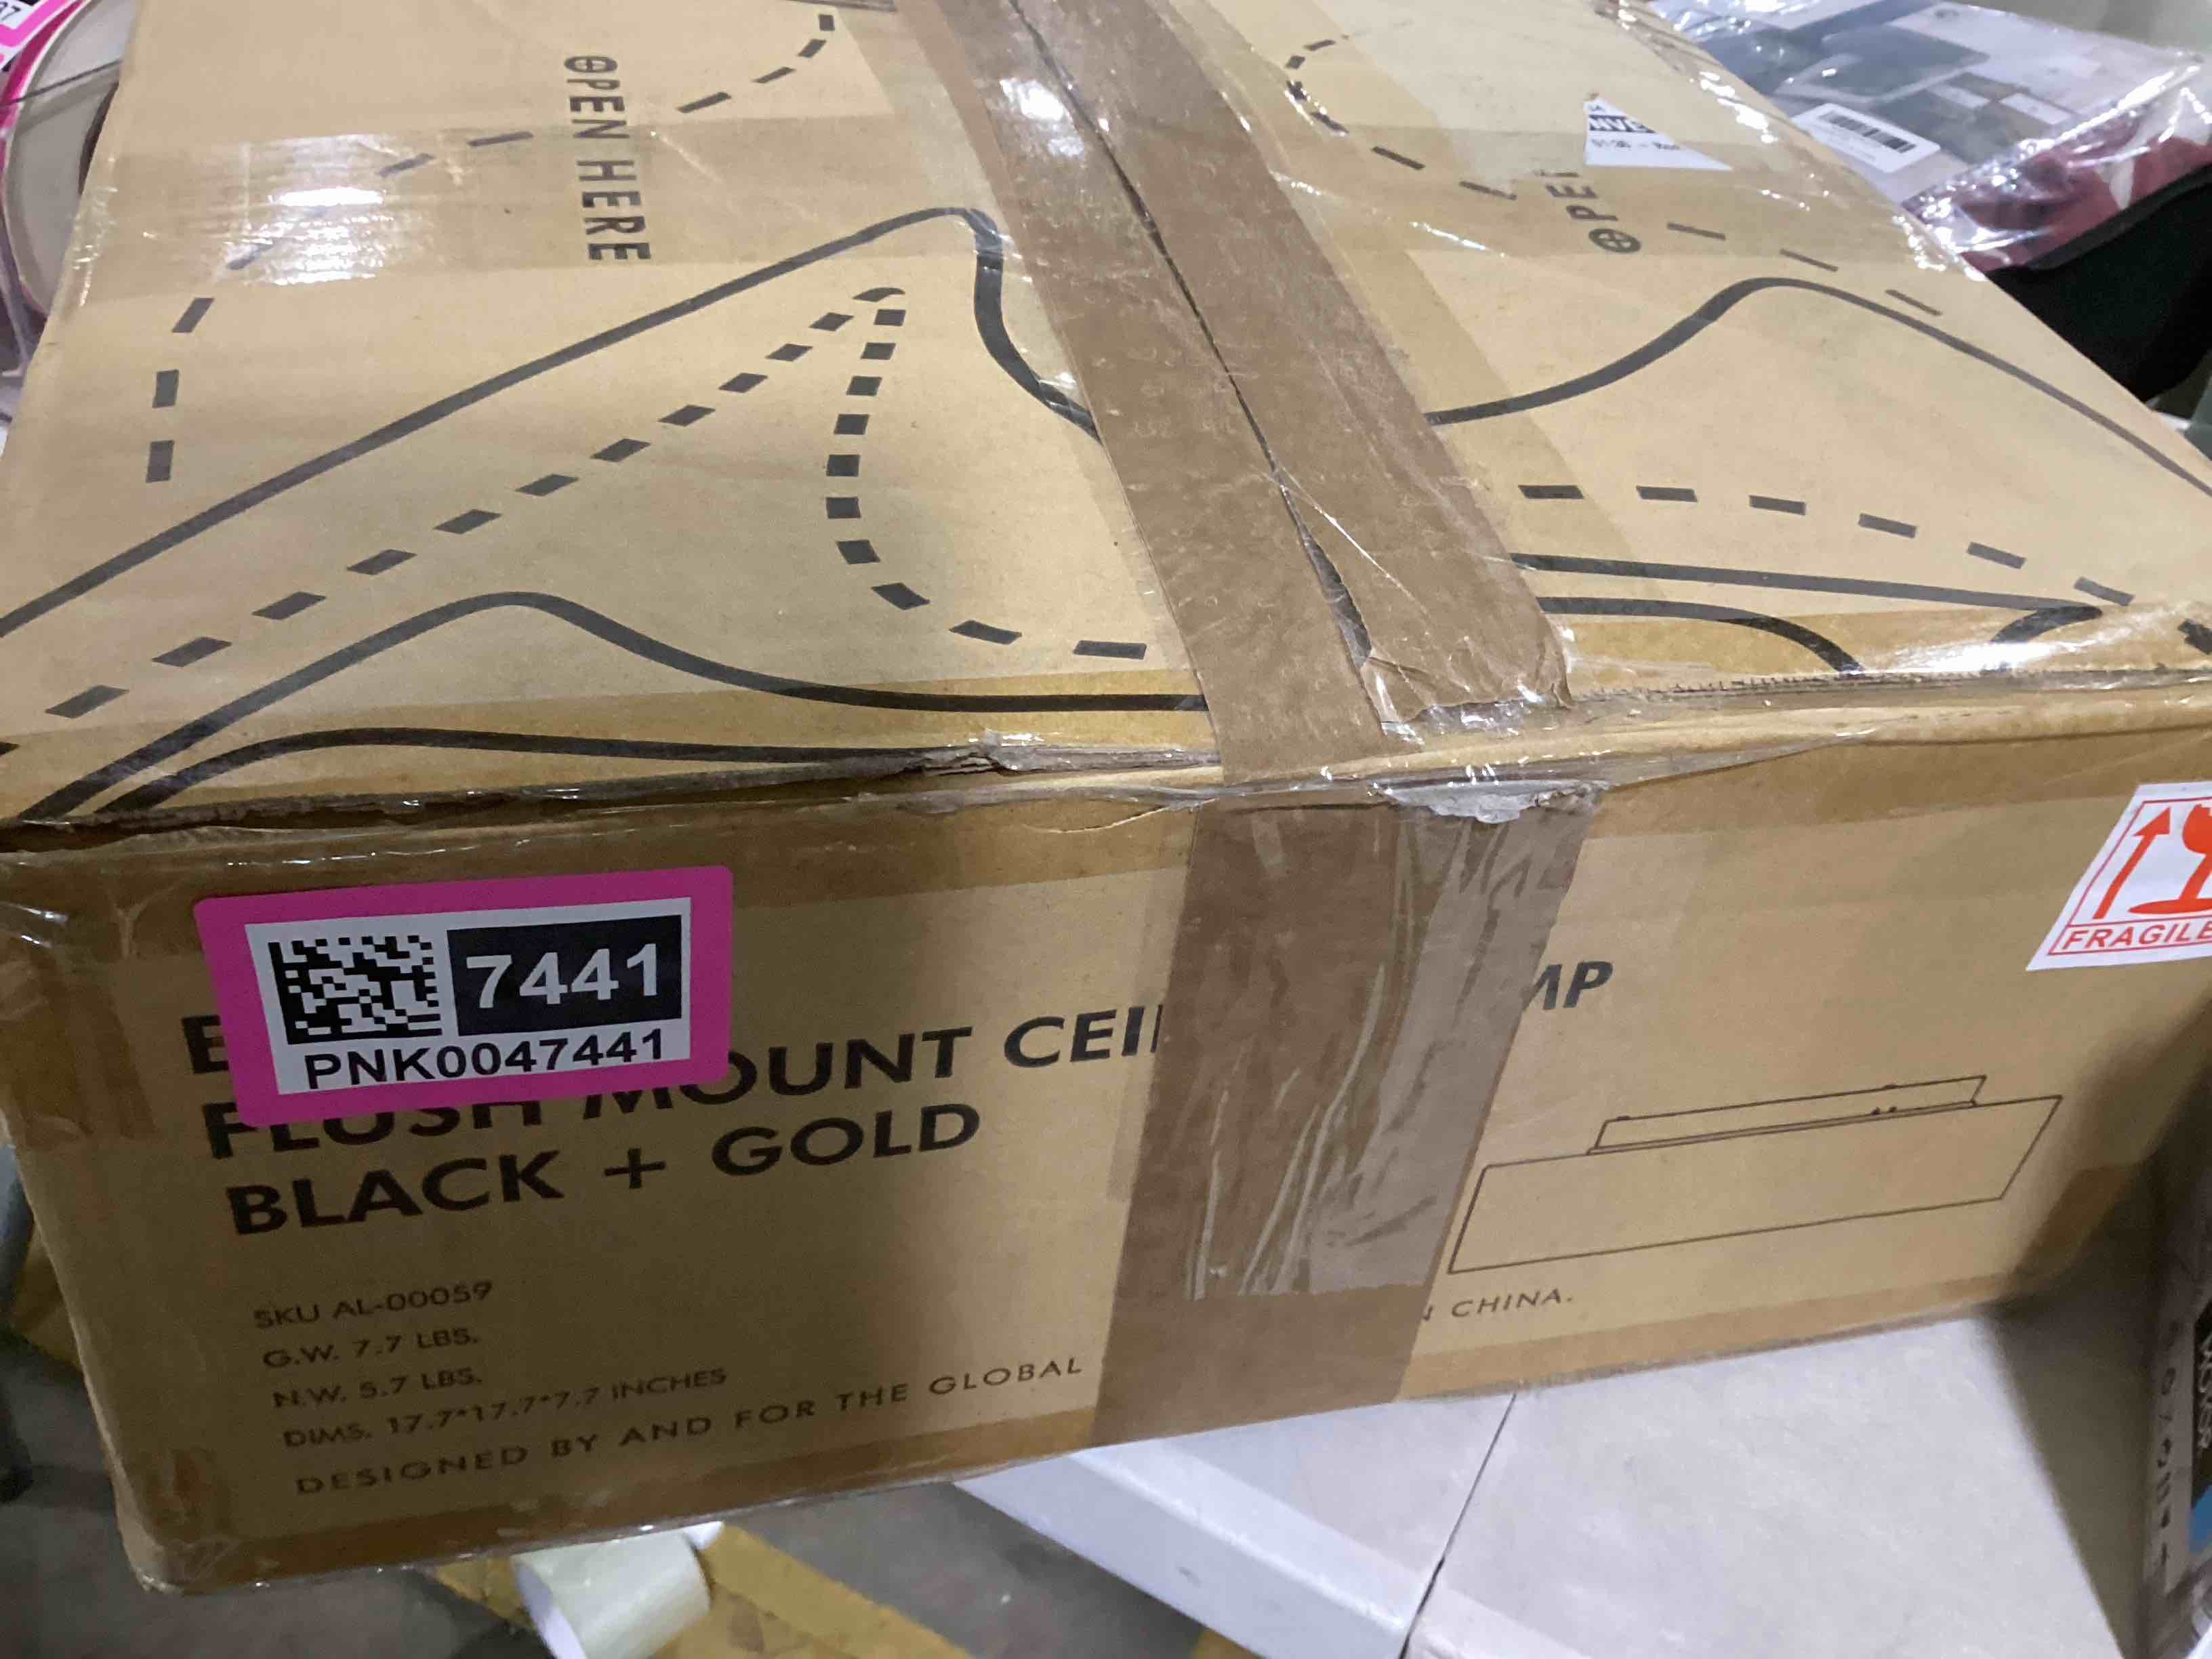 OPEN HERE
NVE
OPE
7441
PNK0047441
FLUSH MOUNT CEI MP
BLACK + GOLD
SKU AL-00059
G.W. 7.7 LBS.
N.W. 5.7 LBS.
DIMS. 17.7*17.7*7.7 INCHES
DESIGNED BY AND FOR THE GLOBAL
N CHINA.
FRAGILE